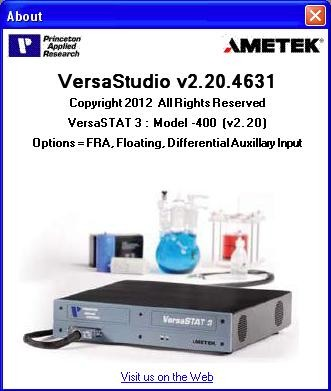 About
Princeton
Applied
Research
AMETEK®
VersaStudio v2.20.4631
Copyright 2012 All Rights Reserved
VersaSTAT 3 : Model -400 (v2.20)
Options = FRA, Floating, Differential Auxillary Input
VersaSTAT 3
AMETEK
Visit us on the Web